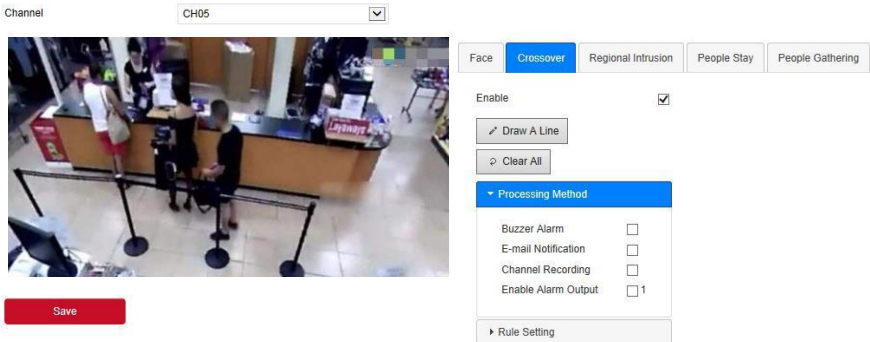 Channel CH05
Face Crossover Regional Intrusion People Stay People Gathering
Enable
Draw A Line
Clear All
Processing Method
Buzzer Alarm
E-mail Notification
Channel Recording
Enable Alarm Output 1
Rule Setting
Layaways
Save